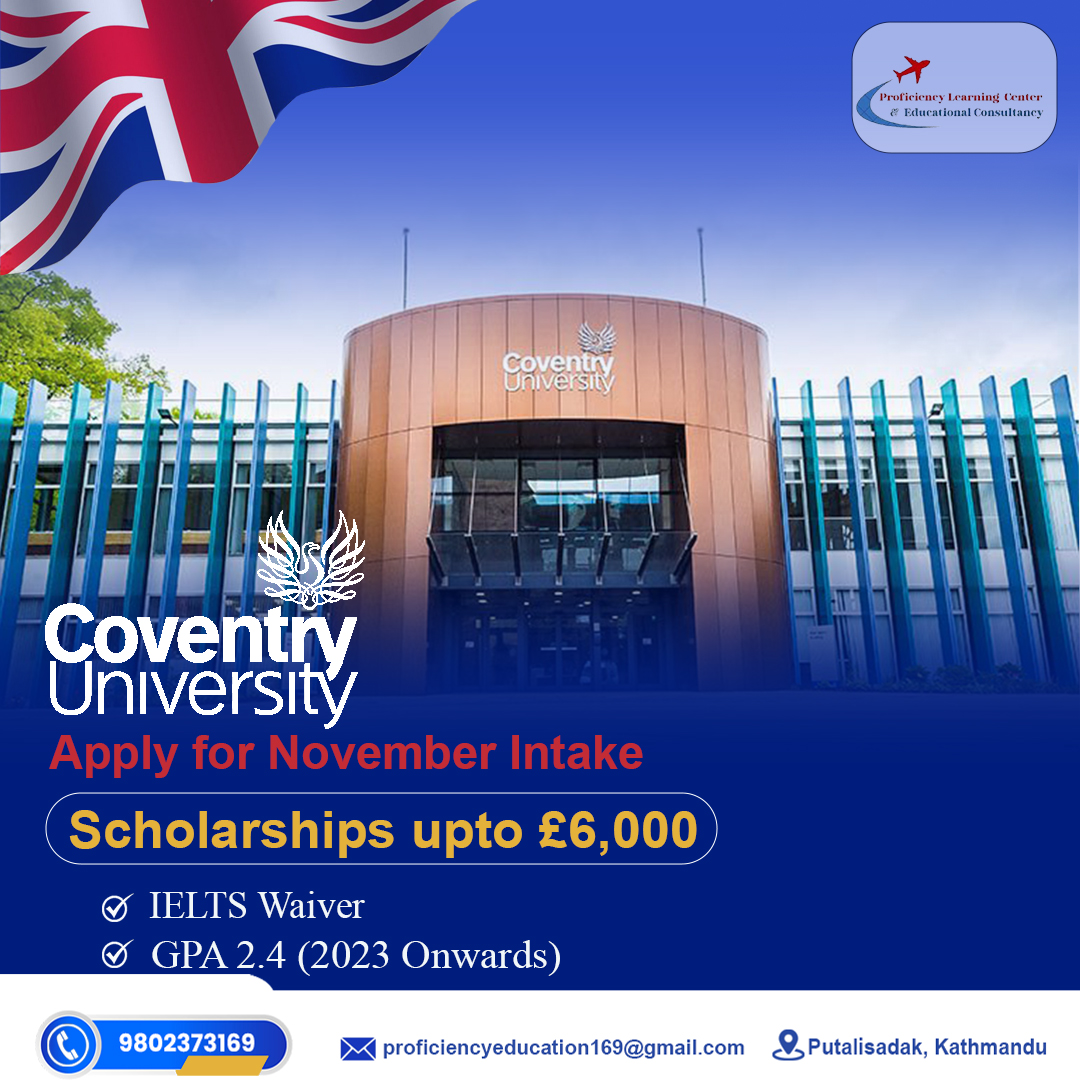 Proficiency Learning Center
& Educational Consultancy
Coventry
University
Coventry
University
Apply for November Intake
Scholarships upto £6,000
IELTS Waiver
GPA 2.4 (2023 Onwards)
9802373169
proficiencyeducation169@gmail.com
Putalisadak, Kathmandu